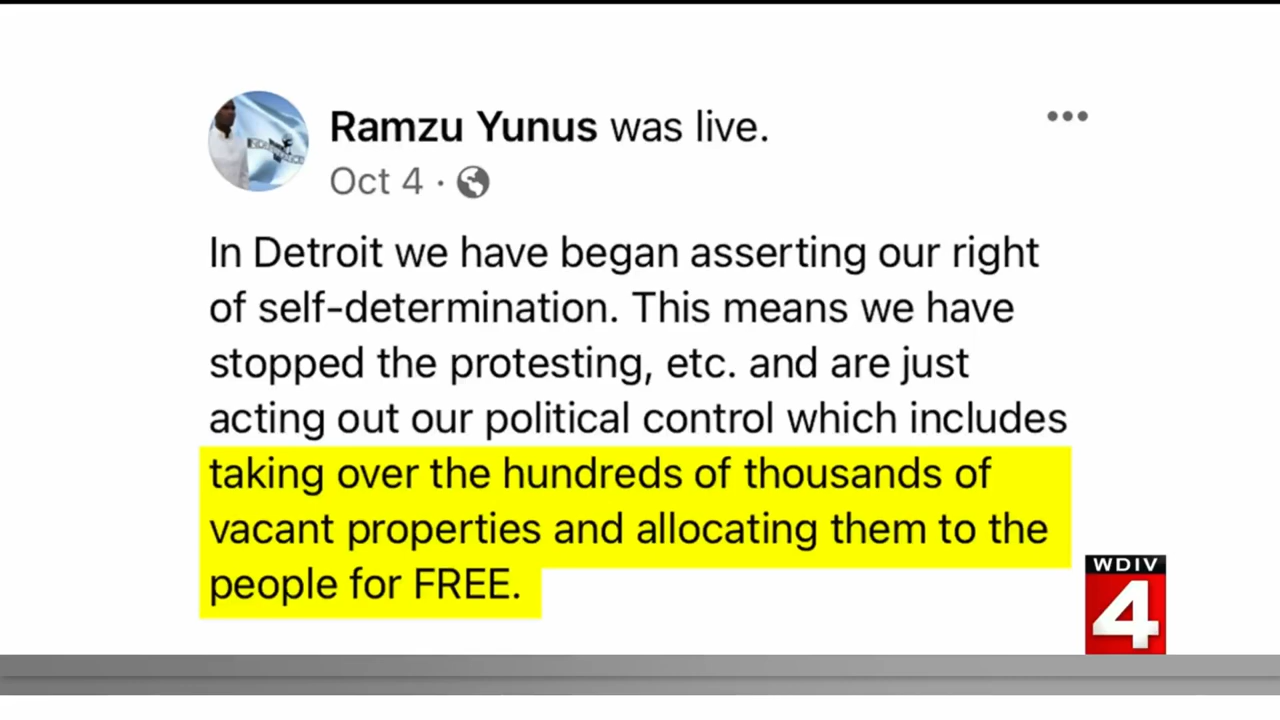 Ramzu Yunus was live.
Oct 4 ·
In Detroit we have began asserting our right
of self-determination. This means we have
stopped the protesting, etc. and are just
acting out our political control which includes
taking over the hundreds of thousands of
vacant properties and allocating them to the
people for FREE.
WDIV
4